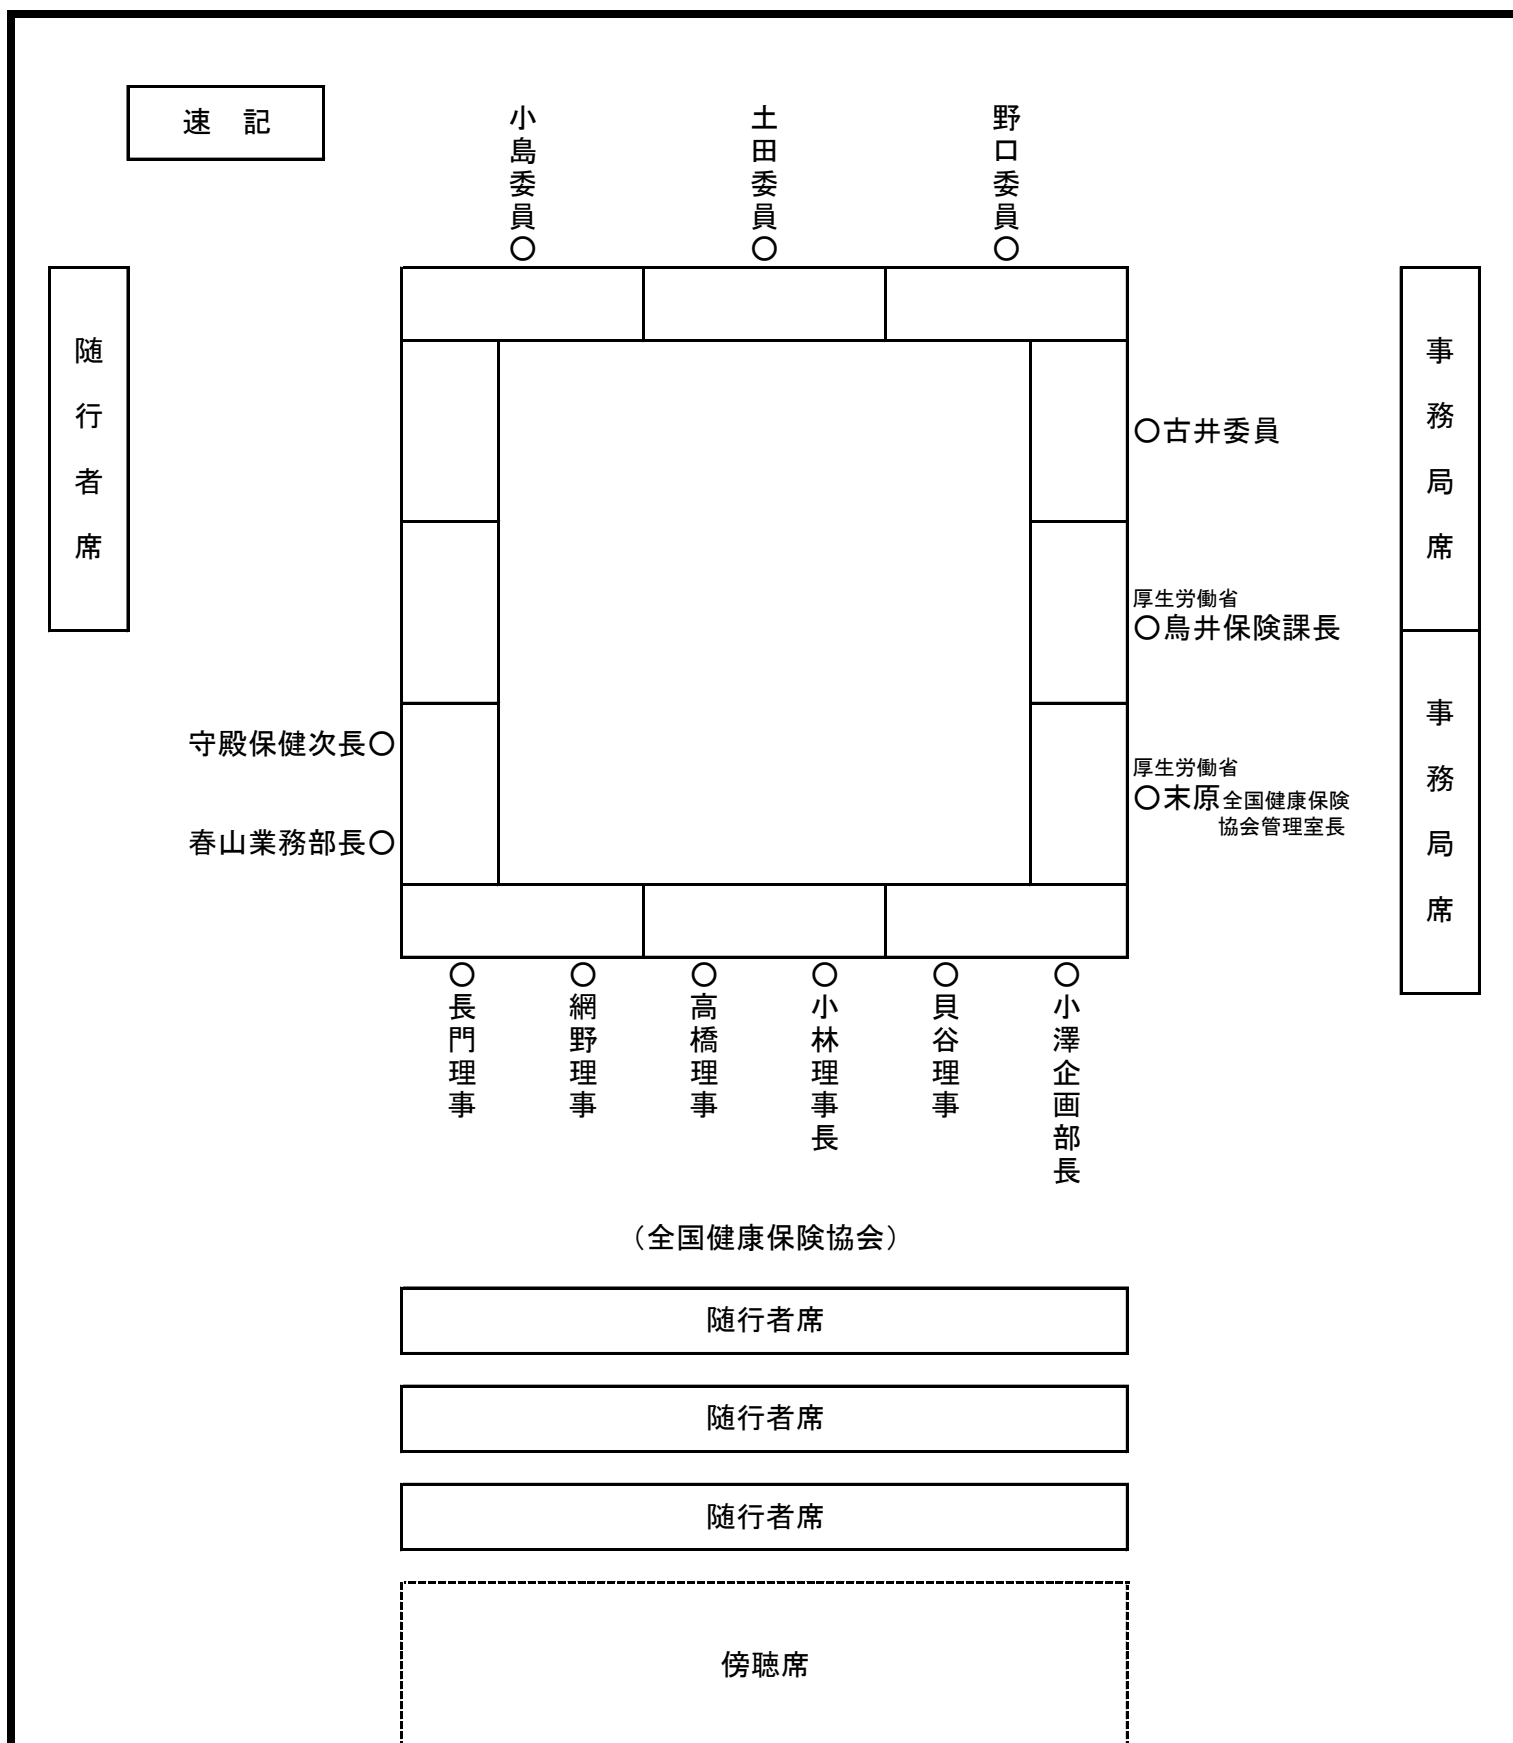 速　記
小島委員○
土田委員○
野口委員○
随行者席
事務局席
○古井委員
厚生労働省
○鳥井保険課長
事務局席
守殿保健次長○
厚生労働省
○末原全国健康保険
協会管理室長
春山業務部長○
○長門理事
○網野理事
○高橋理事
○小林理事長
○貝谷理事
○小澤企画部長
（全国健康保険協会）
随行者席
随行者席
随行者席
傍聴席